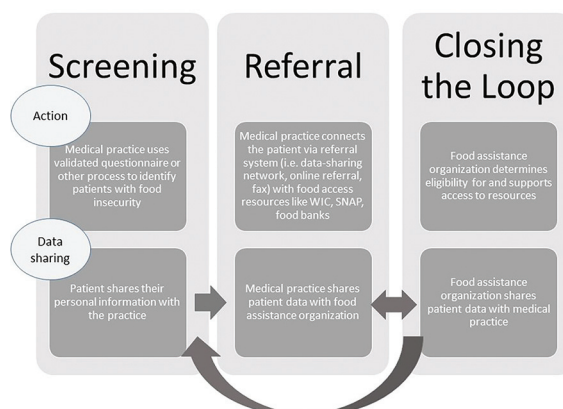 Screening
Referral
Closing
the Loop
Action
Medical practice uses
validated questionnaire or
other process to identify
patients with food
insecurity
Medical practice connects
the patient via referral
system (i.e. data-sharing
network, online referral,
fax) with food access
resources like WIC, SNAP,
food banks
Food assistance
organization determines
eligibility for and supports
access to resources
Data
sharing
Patient shares their
personal information with
the practice
Medical practice shares
patient data with food
assistance organization
Food assistance
organization shares
patient data with medical
practice